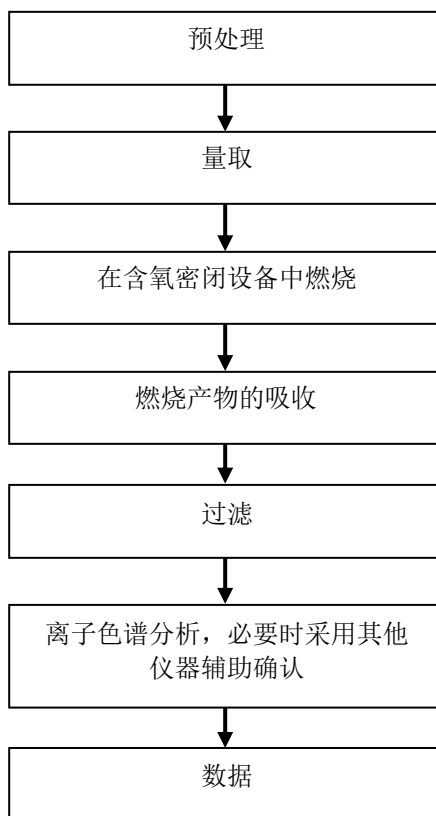 预处理
量取
在含氧密闭设备中燃烧
燃烧产物的吸收
过滤
离子色谱分析，必要时采用其他
仪器辅助确认
数据